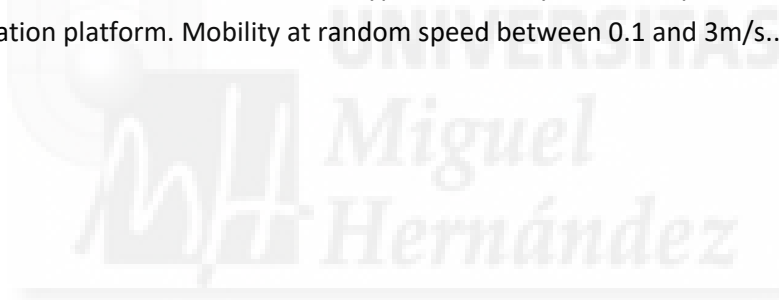 ation platform. Mobility at random speed between 0.1 and 3m/s..
UNIVERSITAS
Miguel
Hernández